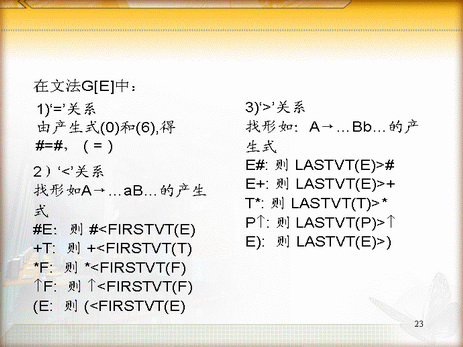 在文法G[E]中：
1)‘=’关系
由产生式(0)和(6),得
#=#，（ = ）
2）‘<’关系
找形如A→…aB…的产生
式
#E： 则 #<FIRSTVT(E)
+T: 则 +<FIRSTVT(T)
*F: 则 *<FIRSTVT(F)
↑F: 则 ↑<FIRSTVT(F)
(E: 则 (<FIRSTVT(E)
3)‘>’关系
找形如：A→…Bb…的产
生式
E#: 则 LASTVT(E)>#
E+: 则 LASTVT(E)>+
T*: 则 LASTVT(T)>*
P↑: 则 LASTVT(P)>↑
E): 则 LASTVT(E)>)
23